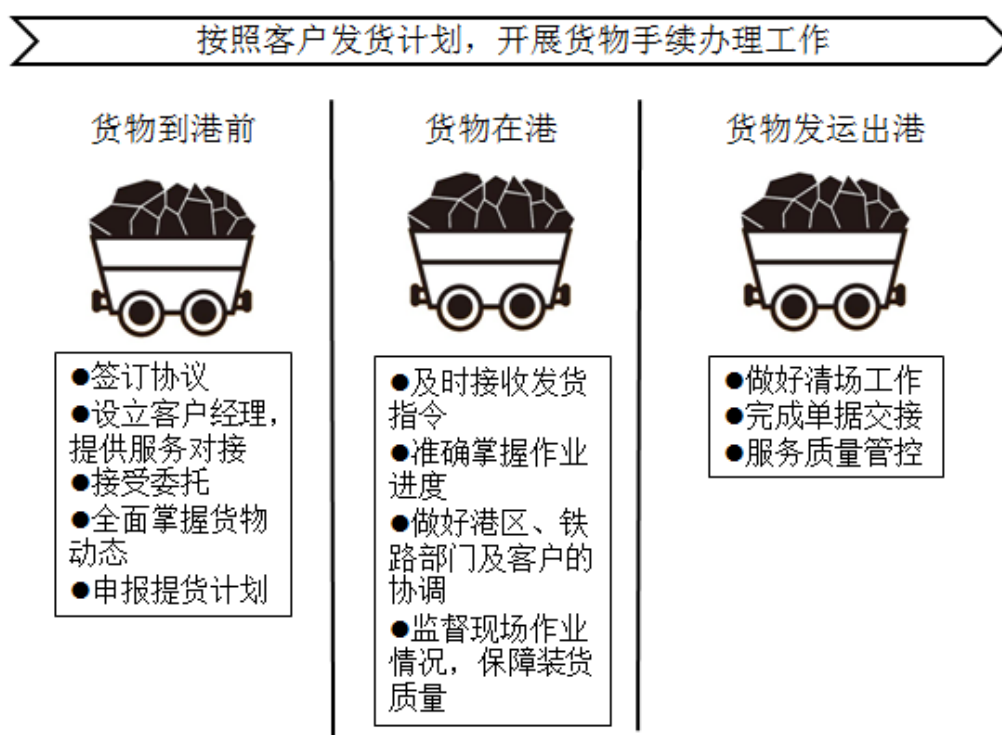 按照客户发货计划，开展货物手续办理工作
货物到港前
●签订协议
●设立客户经理，
提供服务对接
●接受委托
●全面掌握货物
动态
●申报提货计划
货物在港
●及时接收发货
指令
●准确掌握作业
进度
●做好港区、铁
路部门及客户的
协调
●监督现场作业
情况，保障装货
质量
货物发运出港
●做好清场工作
●完成单据交接
●服务质量管控